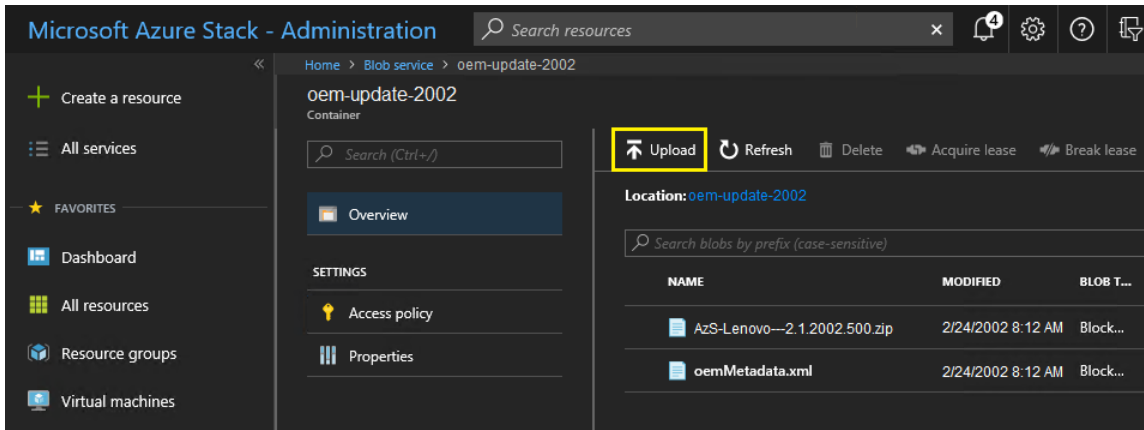 Microsoft Azure Stack - Administration
Search resources
4
Home > Blob service > oem-update-2002
Create a resource
All services
FAVORITES
Dashboard
All resources
Resource groups
Virtual machines
oem-update-2002
Container
Search (Ctrl+/)
Overview
SETTINGS
Access policy
Properties
Upload Refresh Delete Acquire lease Break lease
Location: oem-update-2002
Search blobs by prefix (case-sensitive)
NAME MODIFIED BLOB T...
AzS-Lenovo---2.1.2002.500.zip 2/24/2002 8:12 AM Block...
oemMetadata.xml 2/24/2002 8:12 AM Block...